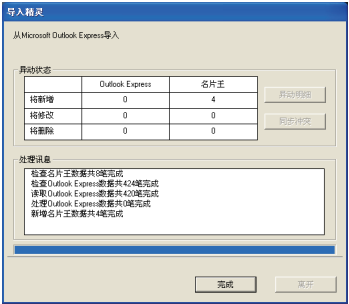 导入精灵
从Microsoft Outlook Express导入
异动状态
Outlook Express 名片王
将新增 0 4
将修改 0 0
将删除 0 0
异动明细
同步冲突
处理讯息
检查名片王数据共8笔完成
检查Outlook Express数据共424笔完成
读取Outlook Express数据共420笔完成
处理Outlook Express数据共0笔完成
新增名片王数据共4笔完成
完成 离开